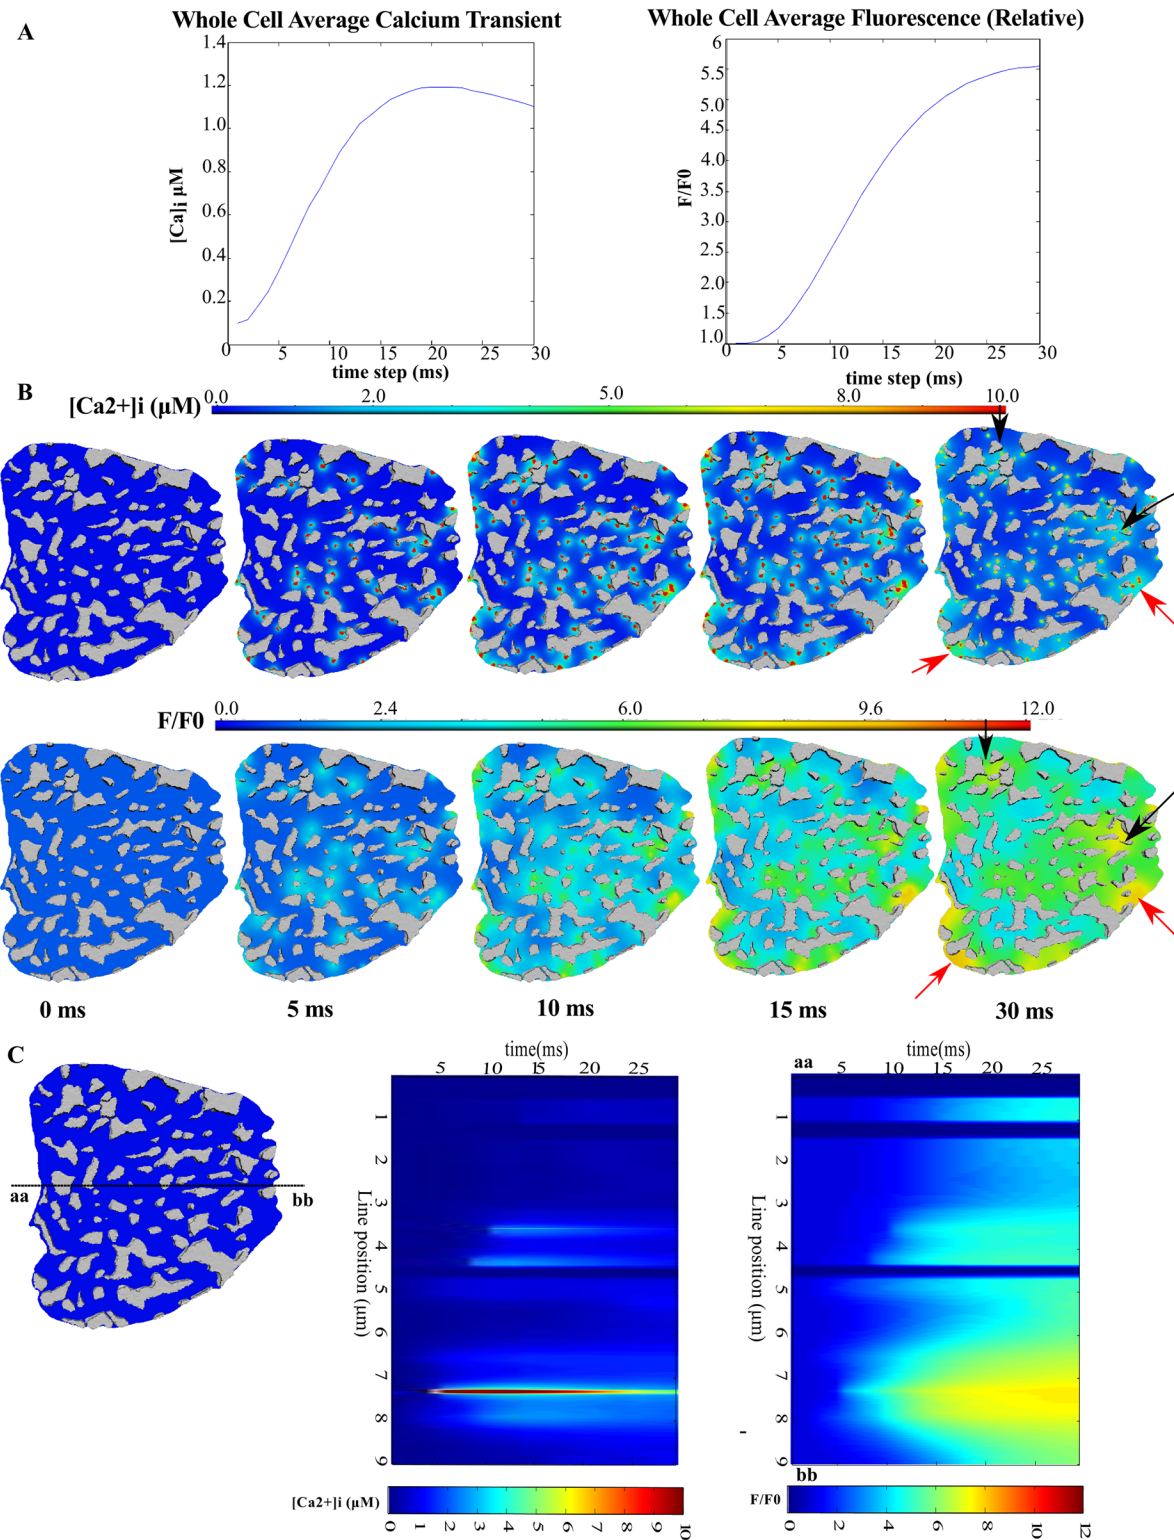 A
Whole Cell Average Calcium Transient
Whole Cell Average Fluorescence (Relative)
1.4
1.2
1.0
0.8
0.6
0.4
0.2
[Ca]i μM
0 5 10 15 20 25 30
time step (ms)
6
5.5
5.0
4.5
4.0
3.5
3.0
2.5
2.0
1.5
1.0
F/F0
0 5 10 15 20 25 30
time step (ms)
B
[Ca2+]i (μM)
0.0 2.0 5.0 8.0 10.0
F/F0
0.0 2.4 6.0 9.6 12.0
0 ms 5 ms 10 ms 15 ms 30 ms
C
aa bb
time(ms)
5 10 15 20 25
Line position (μm)
1
2
3
4
5
6
7
8
9
[Ca2+]i (μM)
0 1 2 3 4 5 6 7 8 9 10
aa
time(ms)
5 10 15 20 25
Line position (μm)
1
2
3
4
5
6
7
8
9
bb
F/F0
0 2 4 6 8 10 12